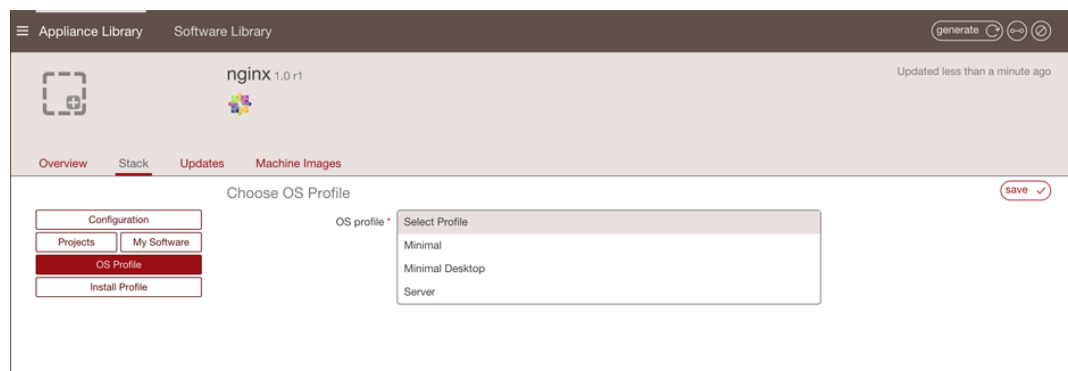 Appliance Library Software Library generate
nginx 1.0 r1 Updated less than a minute ago
Overview Stack Updates Machine Images
Choose OS Profile save
Configuration OS profile * Select Profile
Projects My Software Minimal
OS Profile Minimal Desktop
Install Profile Server